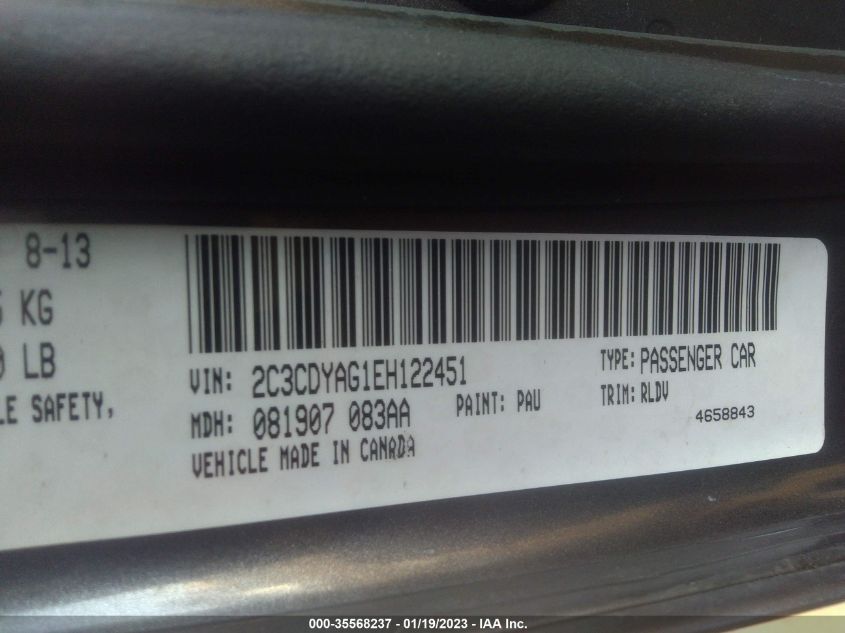 8-13
KG
LB
SAFETY,
VIN: 2C3CDYAG1EH122451
TYPE: PASSENGER CAR
MDH: 081907 083AA
PAINT: PAU
TRIM: RLDV
VEHICLE MADE IN CANADA
4658843
000-35568237 - 01/19/2023 - IAA Inc.